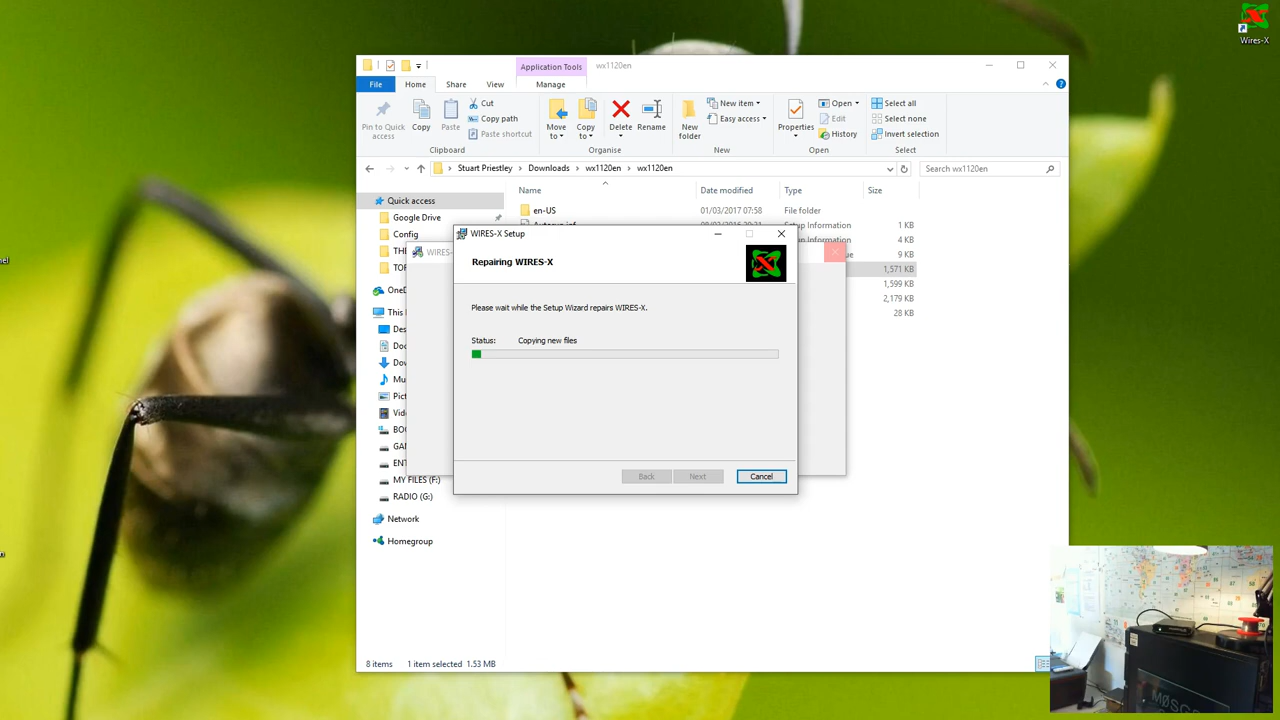 Wires-X
Application Tools
wx1120en
File
Home
Share
View
Manage
Pin to Quick access
Copy
Paste
Cut
Copy path
Paste shortcut
Move to
Copy to
Delete
Rename
New folder
New item
Easy access
Properties
Open
Edit
History
Select all
Select none
Invert selection
Clipboard
Organise
New
Open
Select
Stuart Priestley > Downloads > wx1120en > wx1120en
Search wx1120en
Name
Date modified
Type
Size
Quick access
Google Drive
Config
OneD
This
Network
Homegroup
MY FILES (F:)
RADIO (G:)
en-US
01/03/2017 07:58
File folder
Setup Information
1 KB
4 KB
9 KB
1,571 KB
1,599 KB
2,179 KB
28 KB
WIRES-X Setup
Repairing WIRES-X
Please wait while the Setup Wizard repairs WIRES-X.
Status:
Copying new files
Back
Next
Cancel
8 items
1 item selected 1.53 MB